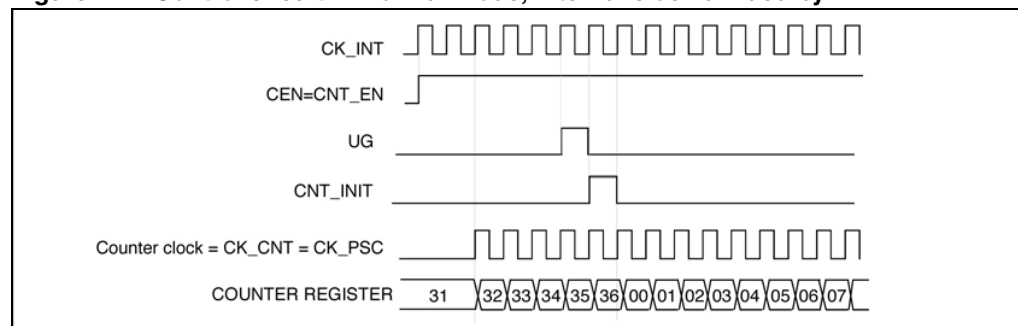 CK_INT
CEN=CNT_EN
UG
CNT_INIT
Counter clock = CK_CNT = CK_PSC
COUNTER REGISTER 31 32 33 34 35 36 00 01 02 03 04 05 06 07